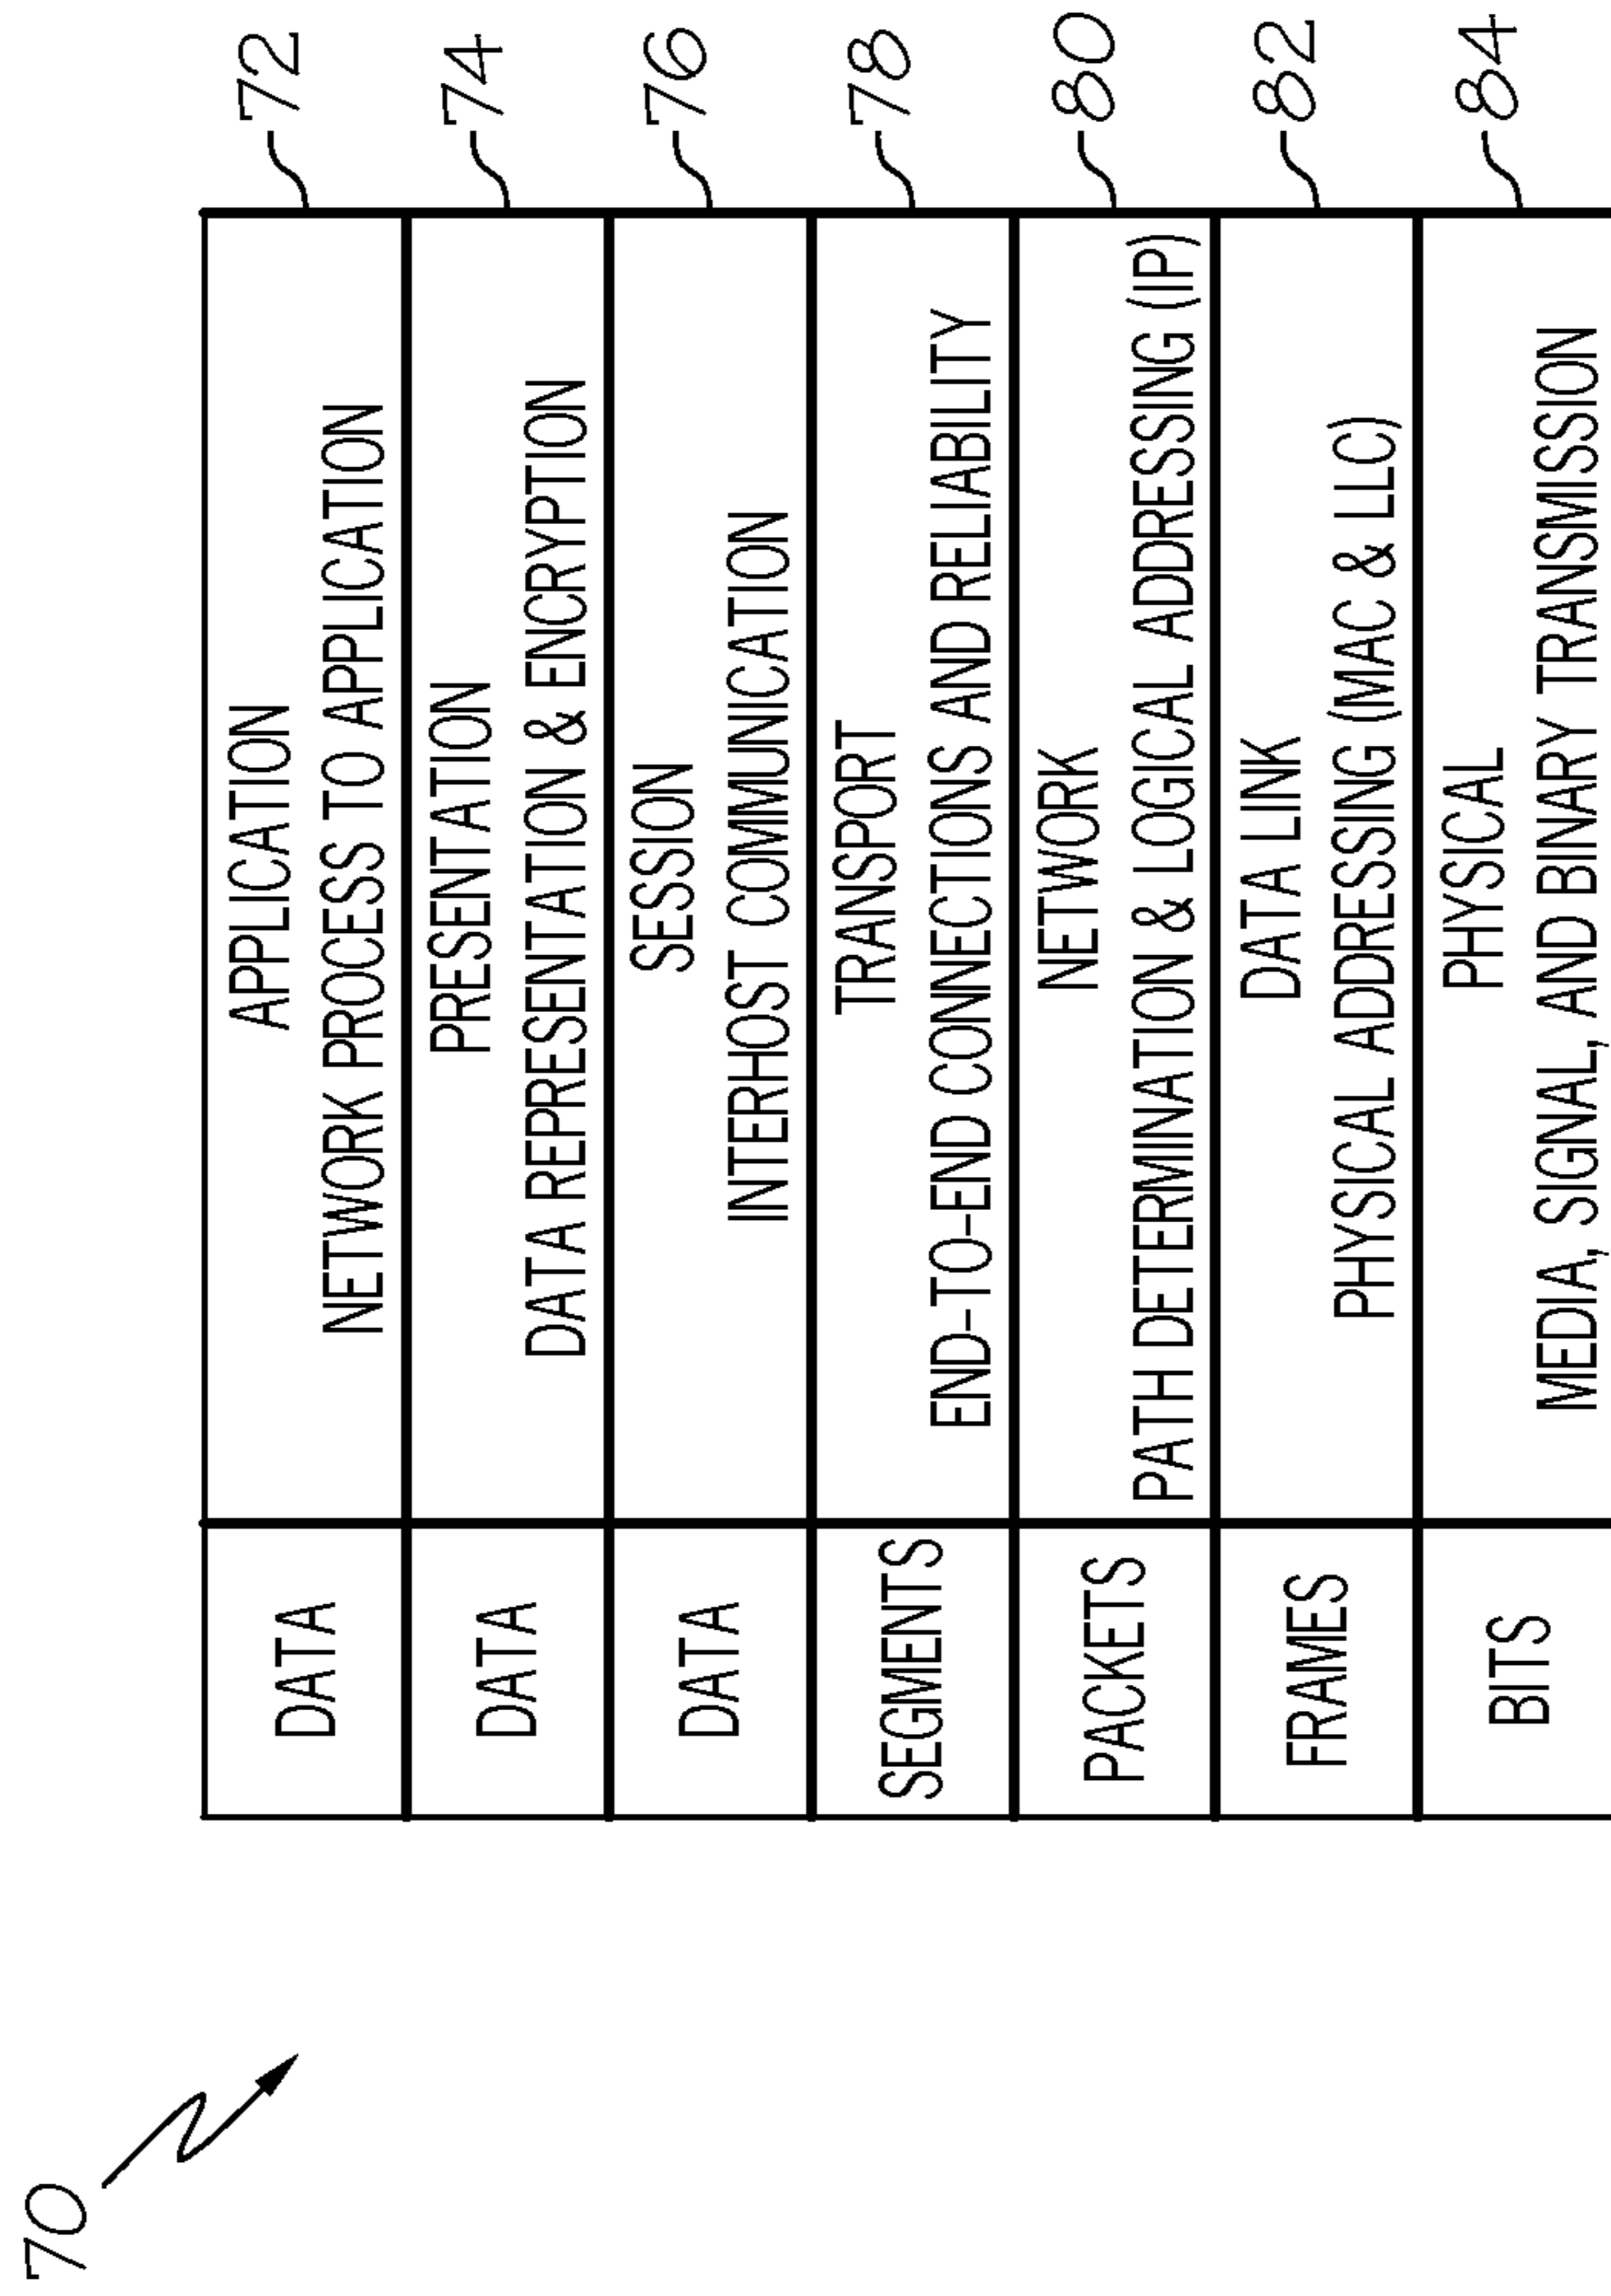 70
DATA
APPLICATION
NETWORK PROCESS TO APPLICATION
72
DATA
PRESENTATION
DATA REPRESENTATION & ENCRYPTION
74
DATA
SESSION
INTERHOST COMMUNICATION
76
SEGMENTS
TRANSPORT
END-TO-END CONNECTIONS AND RELIABILITY
78
PACKETS
NETWORK
PATH DETERMINATION & LOGICAL ADDRESSING (IP)
80
FRAMES
DATA LINK
PHYSICAL ADDRESSING (MAC & LLC)
82
BITS
PHYSICAL
MEDIA, SIGNAL, AND BINARY TRANSMISSION
84